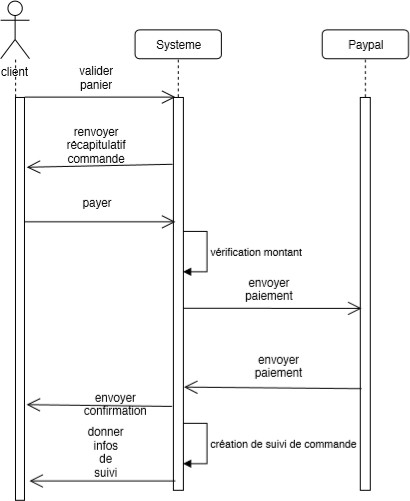 Systeme
Paypal
client
valider
panier
renvoyer
récapitulatif
commande
payer
vérification montant
envoyer
paiement
envoyer
paiement
envoyer
confirmation
donner
infos
de
suivi
création de suivi de commande